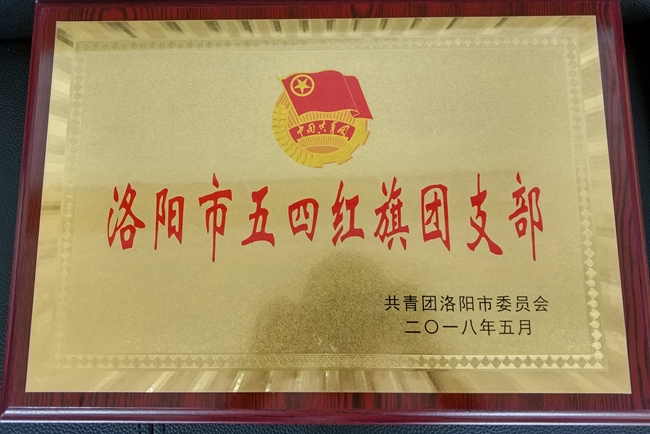 中国共青团
洛阳市五四红旗团支部
共青团洛阳市委员会
二〇一八年五月